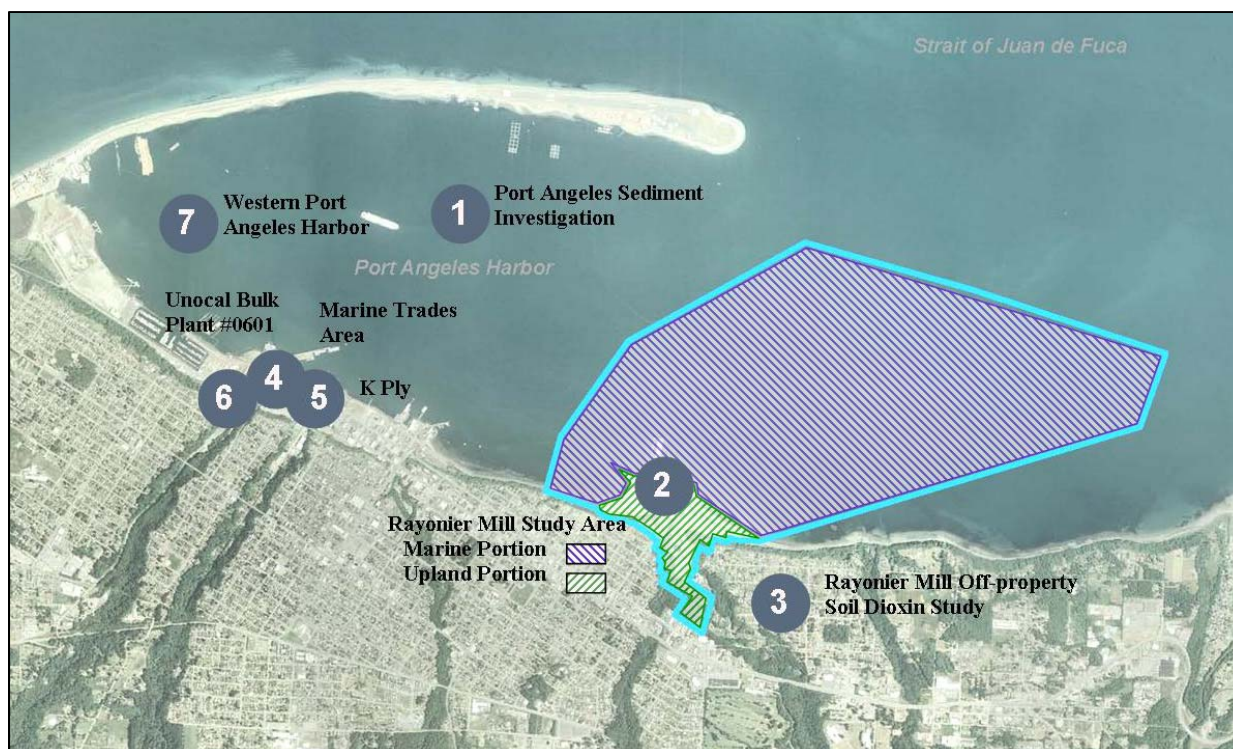 Strait of Juan de Fuca
7
Western Port
Angeles Harbor
1
Port Angeles Sediment
Investigation
Port Angeles Harbor
Unocal Bulk
Plant #0601
Marine Trades
Area
6
4
5
K Ply
2
Rayonier Mill Study Area
Marine Portion
Upland Portion
3
Rayonier Mill Off-property
Soil Dioxin Study